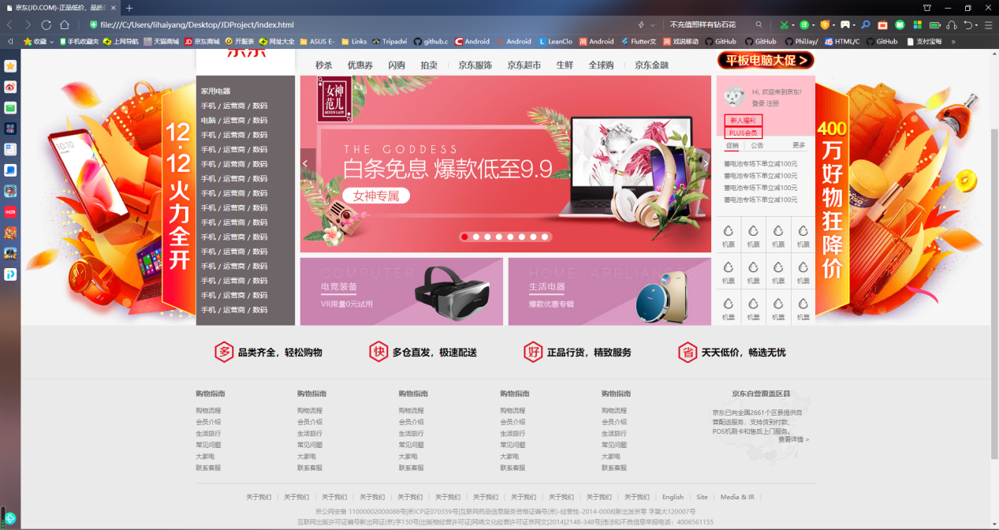 京东(JD.COM)-正品低价、品质
file:///C:/Users/lihaiyang/Desktop/JDProject/index.html
不充值照样有钻石花
收藏
手机收藏夹
上网导航
天猫商城
京东商城
开服表
网址大全
ASUS E-
Links
Tripadvi
github.c
Android
Android
LeanClo
Android
Flutter文
戏说移动
GitHub
GitHub
PhilJay/
HTML/C
GitHub
支付宝每
秒杀 优惠券 闪购 拍卖 京东服饰 京东超市 生鲜 全球购 京东金融
平板电脑大促 >
12·12火力全开
家用电器
手机 / 运营商 / 数码
电脑 / 运营商 / 数码
手机 / 运营商 / 数码
手机 / 运营商 / 数码
手机 / 运营商 / 数码
手机 / 运营商 / 数码
手机 / 运营商 / 数码
手机 / 运营商 / 数码
手机 / 运营商 / 数码
手机 / 运营商 / 数码
手机 / 运营商 / 数码
手机 / 运营商 / 数码
手机 / 运营商 / 数码
手机 / 运营商 / 数码
手机 / 运营商 / 数码
女神范儿
QUEEN LADY
THE GODDESS
白条免息 爆款低至9.9
女神专属
COMPUTER
电竞装备
VR限量0元试用
HOME APPLIAN
生活电器
爆款优惠专辑
Hi, 欢迎来到京东!
登录 注册
新人福利
PLUS会员
促销 公告 更多
蓄电池专场下单立减100元
蓄电池专场下单立减100元
蓄电池专场下单立减100元
蓄电池专场下单立减100元
机票 机票 机票 机票
机票 机票 机票 机票
机票 机票 机票 机票
400万好物狂降价
多 品类齐全，轻松购物
快 多仓直发，极速配送
好 正品行货，精致服务
省 天天低价，畅选无忧
购物指南 购物指南 购物指南 购物指南 购物指南
购物流程 购物流程 购物流程 购物流程 购物流程
会员介绍 会员介绍 会员介绍 会员介绍 会员介绍
生活旅行 生活旅行 生活旅行 生活旅行 生活旅行
常见问题 常见问题 常见问题 常见问题 常见问题
大家电 大家电 大家电 大家电 大家电
联系客服 联系客服 联系客服 联系客服 联系客服
京东自营覆盖区县
京东已向全国2661个区县提供自
营配送服务，支持货到付款、
POS机刷卡和售后上门服务。
查看详情 >
关于我们 关于我们 关于我们 关于我们 关于我们 关于我们 关于我们 关于我们 关于我们 关于我们 关于我们 English Site Media & IR
京公网安备 11000002000088号|京ICP证070359号|互联网药品信息服务资格证编号(京)-经营性-2014-0008|新出发京零 字第大120007号
互联网出版许可证编号新出网证(京)字150号|出版物经营许可证|网络文化经营许可证京网文[2014]2148-348号|违法和不良信息举报电话：4006561155